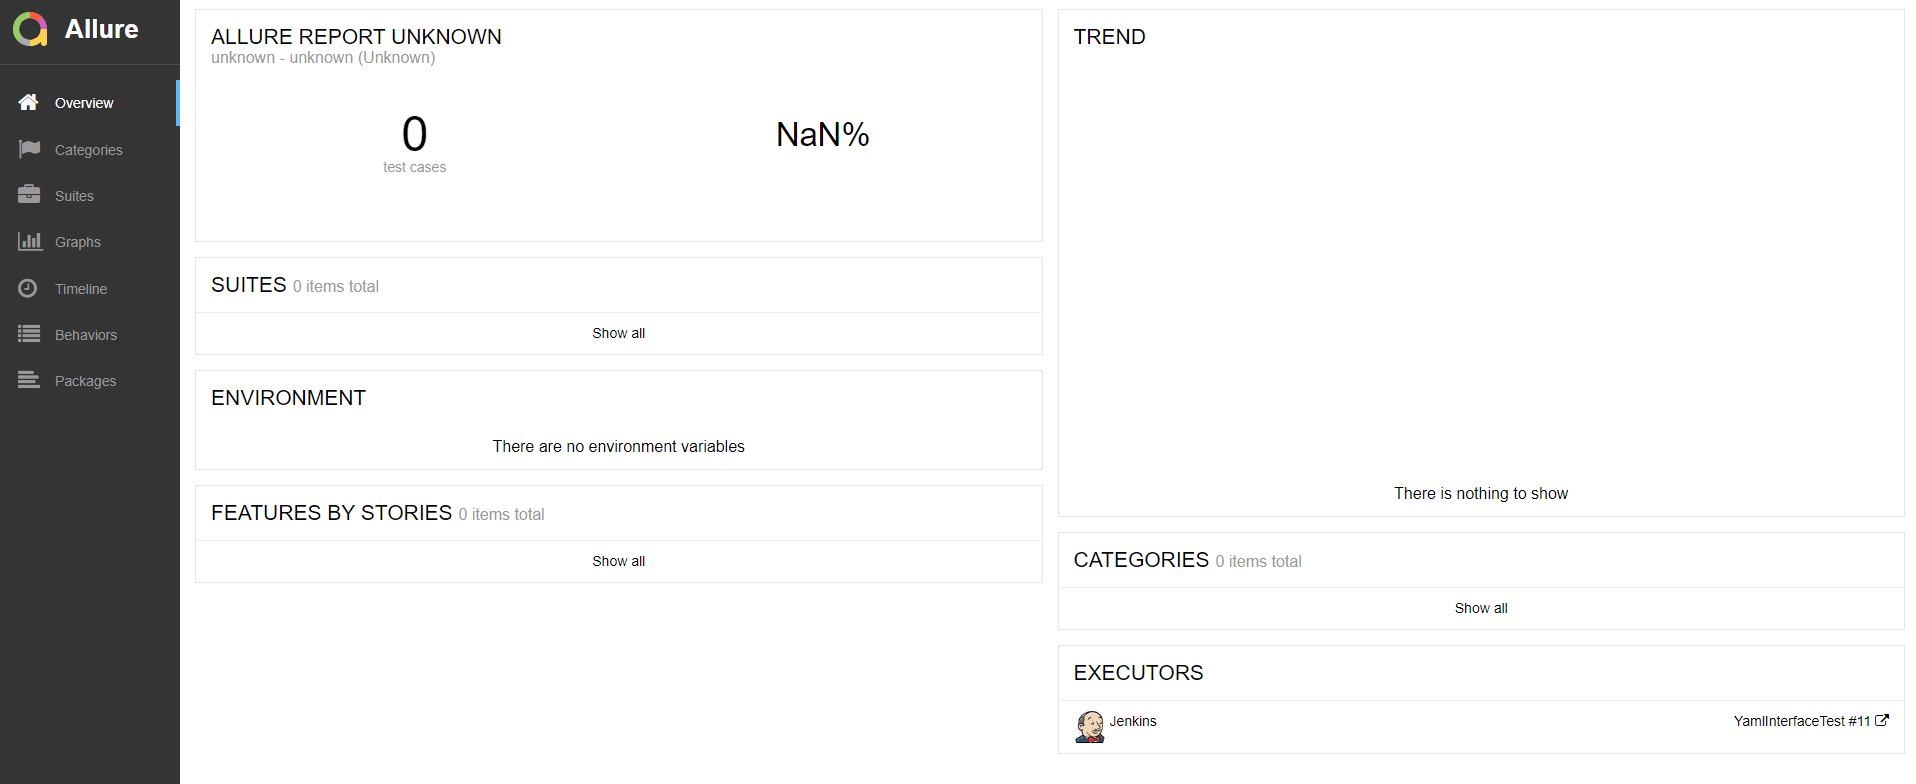 Allure
Overview
Categories
Suites
Graphs
Timeline
Behaviors
Packages
ALLURE REPORT UNKNOWN
unknown - unknown (Unknown)
0
test cases
NaN%
SUITES 0 items total
Show all
ENVIRONMENT
There are no environment variables
FEATURES BY STORIES 0 items total
Show all
TREND
There is nothing to show
CATEGORIES 0 items total
Show all
EXECUTORS
Jenkins YamlInterfaceTest #11